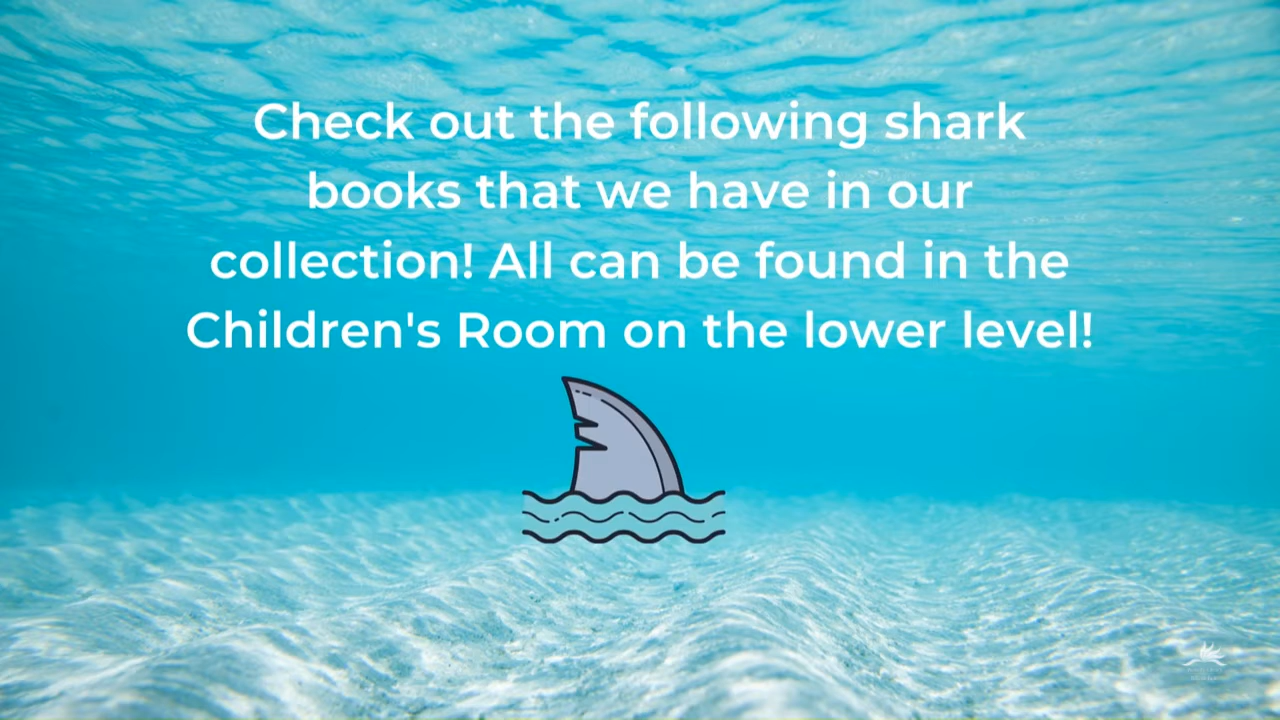 Check out the following shark
books that we have in our
collection! All can be found in the
Children's Room on the lower level!